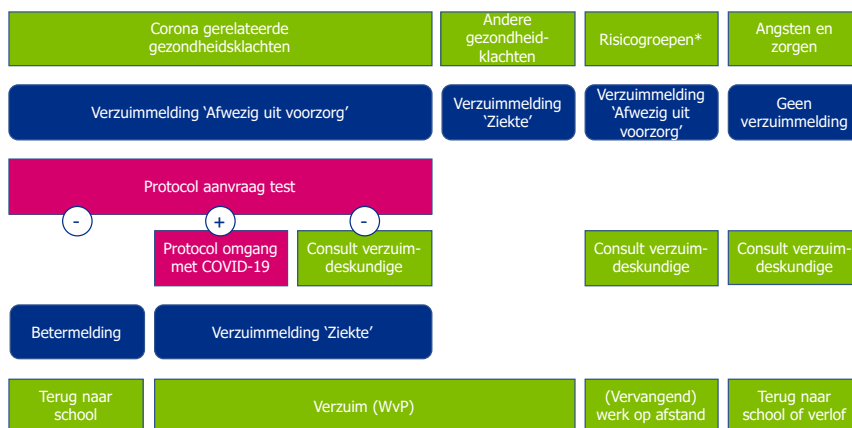 Corona gerelateerde
gezondheidsklachten
Andere
gezondheid-
klachten
Risicogroepen*
Angsten en
zorgen
Verzuimmelding ‘Afwezig uit voorzorg’
Verzuimmelding
‘Ziekte’
Verzuimmelding
‘Afwezig uit
voorzorg’
Geen
verzuimmelding
Protocol aanvraag test
-
+
-
Protocol omgang
met COVID-19
Consult verzuim-
deskundige
Consult verzuim-
deskundige
Consult verzuim-
deskundige
Betermelding
Verzuimmelding ‘Ziekte’
Terug naar
school
Verzuim (WvP)
(Vervangend)
werk op afstand
Terug naar
school of verlof